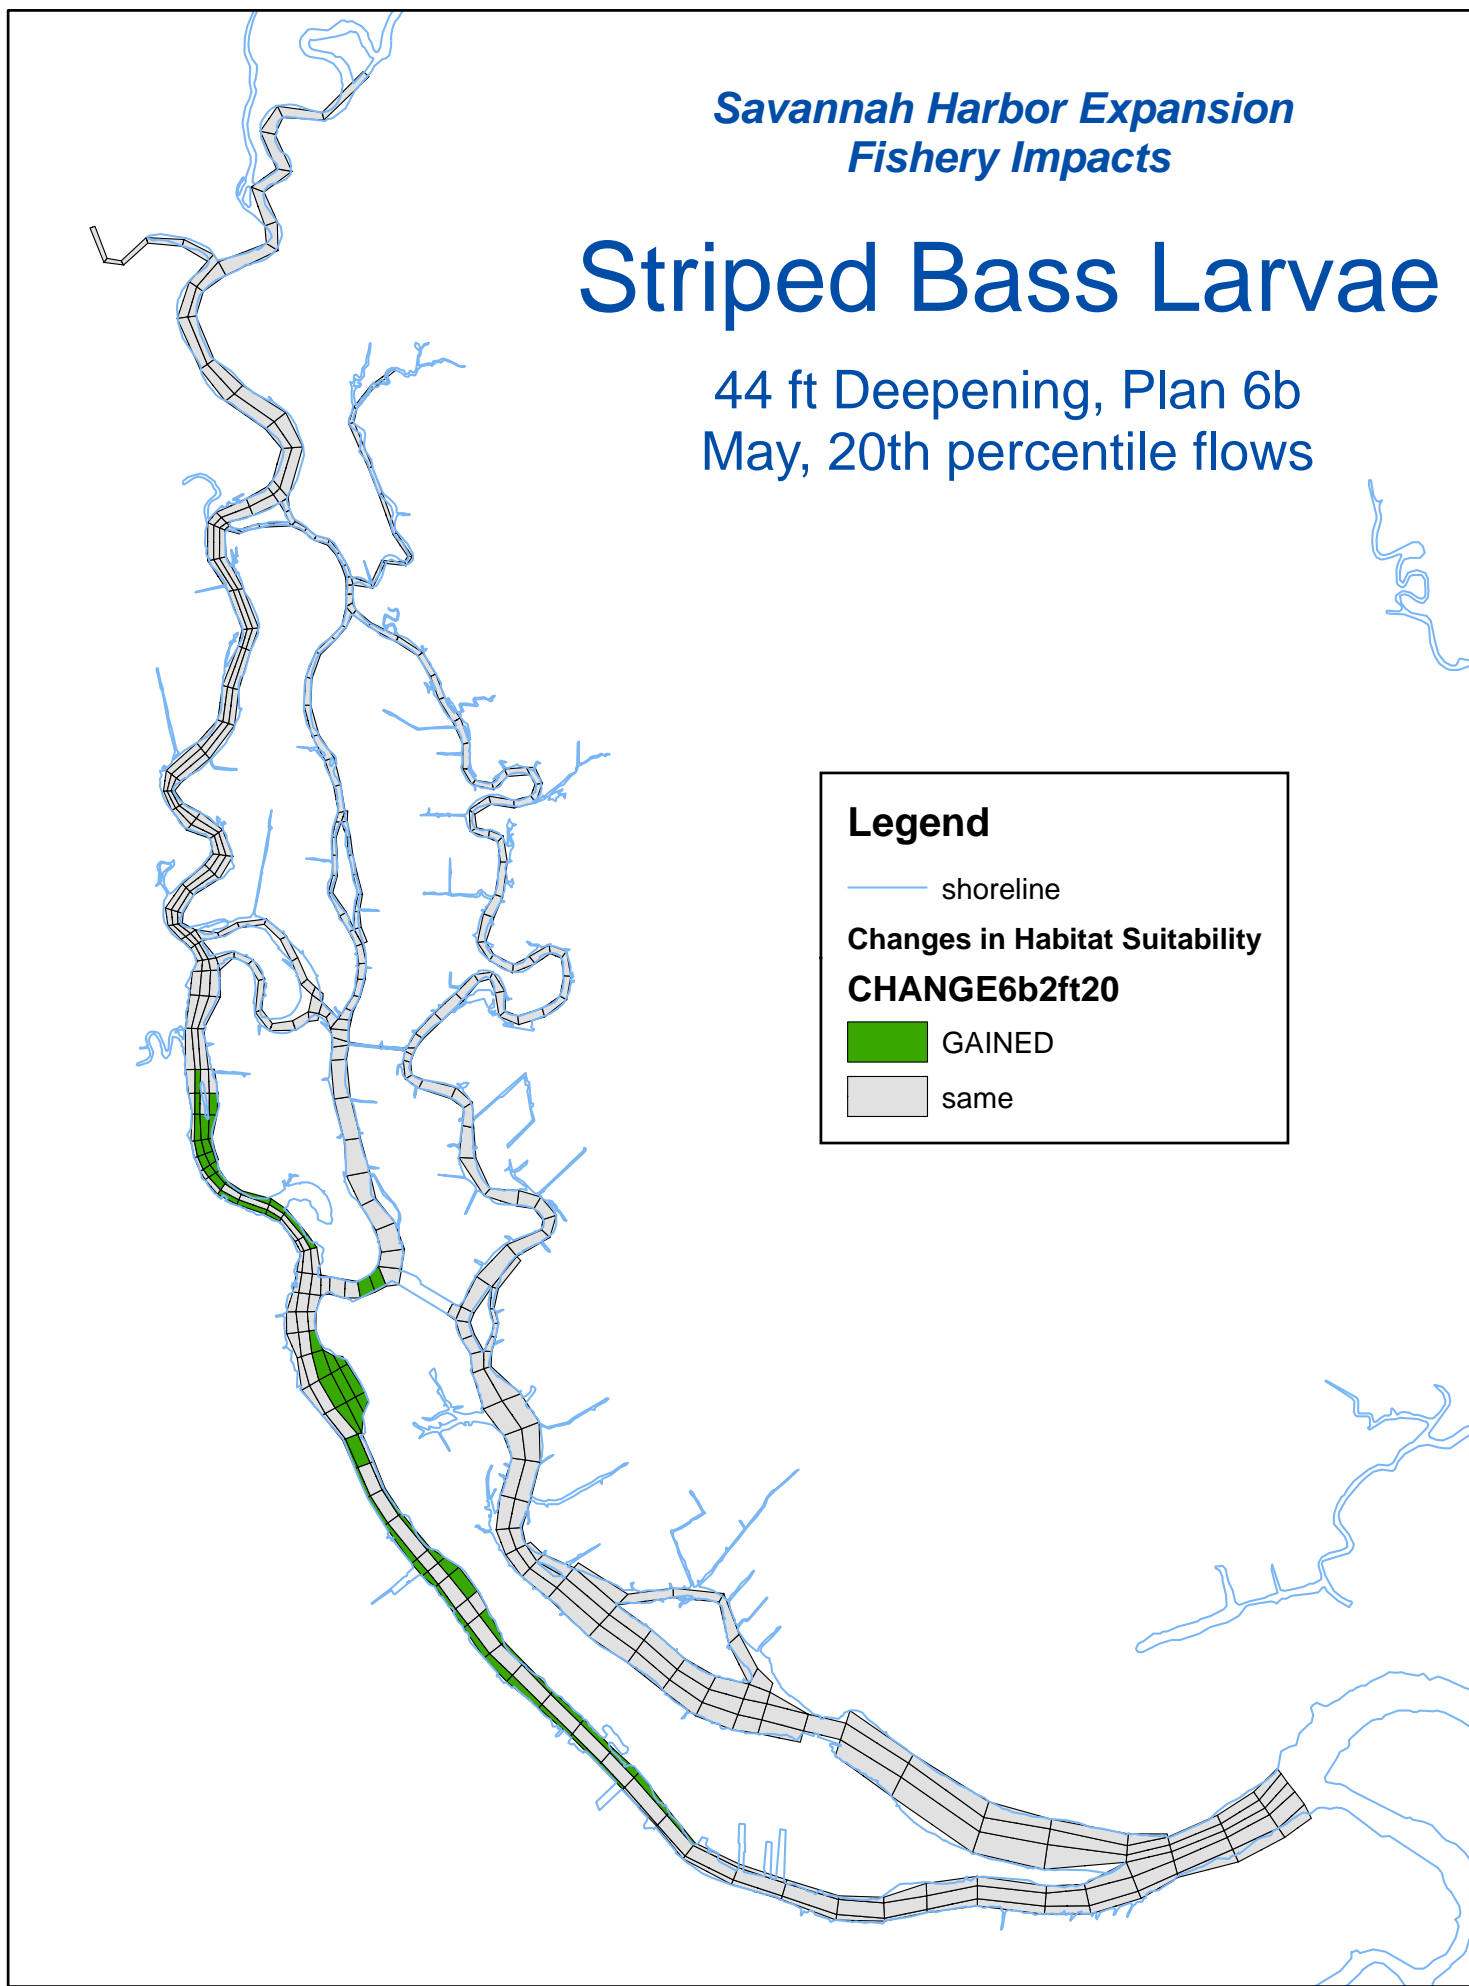 Savannah Harbor Expansion
Fishery Impacts
Striped Bass Larvae
44 ft Deepening, Plan 6b
May, 20th percentile flows
Legend
shoreline
Changes in Habitat Suitability
CHANGE6b2ft20
GAINED
same